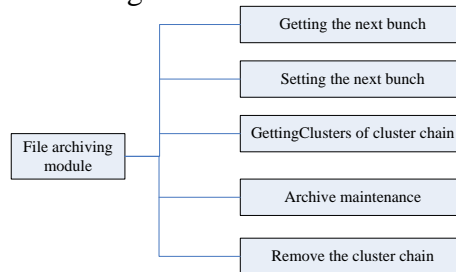 Getting the next bunch
Setting the next bunch
GettingClusters of cluster chain
File archiving
module
Archive maintenance
Remove the cluster chain